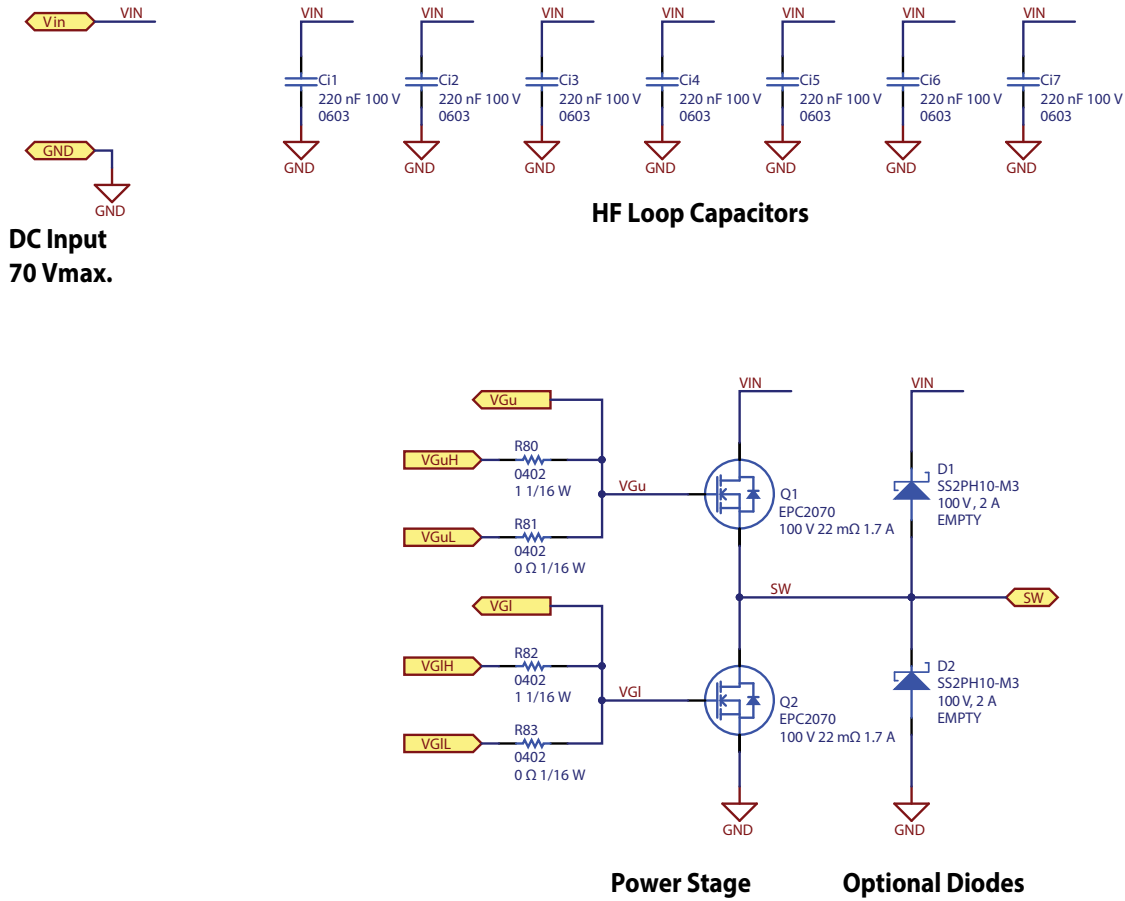 Vin
VIN
GND
GND
DC Input
70 Vmax.
VIN
Ci1
220 nF 100 V
0603
GND
VIN
Ci2
220 nF 100 V
0603
GND
VIN
Ci3
220 nF 100 V
0603
GND
VIN
Ci4
220 nF 100 V
0603
GND
VIN
Ci5
220 nF 100 V
0603
GND
VIN
Ci6
220 nF 100 V
0603
GND
VIN
Ci7
220 nF 100 V
0603
GND
HF Loop Capacitors
VGu
VGuH
R80
0402
1 1/16 W
VGuL
R81
0402
0 Ω 1/16 W
VGu
VIN
Q1
EPC2070
100 V 22 mΩ 1.7 A
VIN
D1
SS2PH10-M3
100 V, 2 A
EMPTY
SW
SW
VGl
VGlH
R82
0402
1 1/16 W
VGlL
R83
0402
0 Ω 1/16 W
VGl
Q2
EPC2070
100 V 22 mΩ 1.7 A
GND
D2
SS2PH10-M3
100 V, 2 A
EMPTY
GND
Power Stage
Optional Diodes